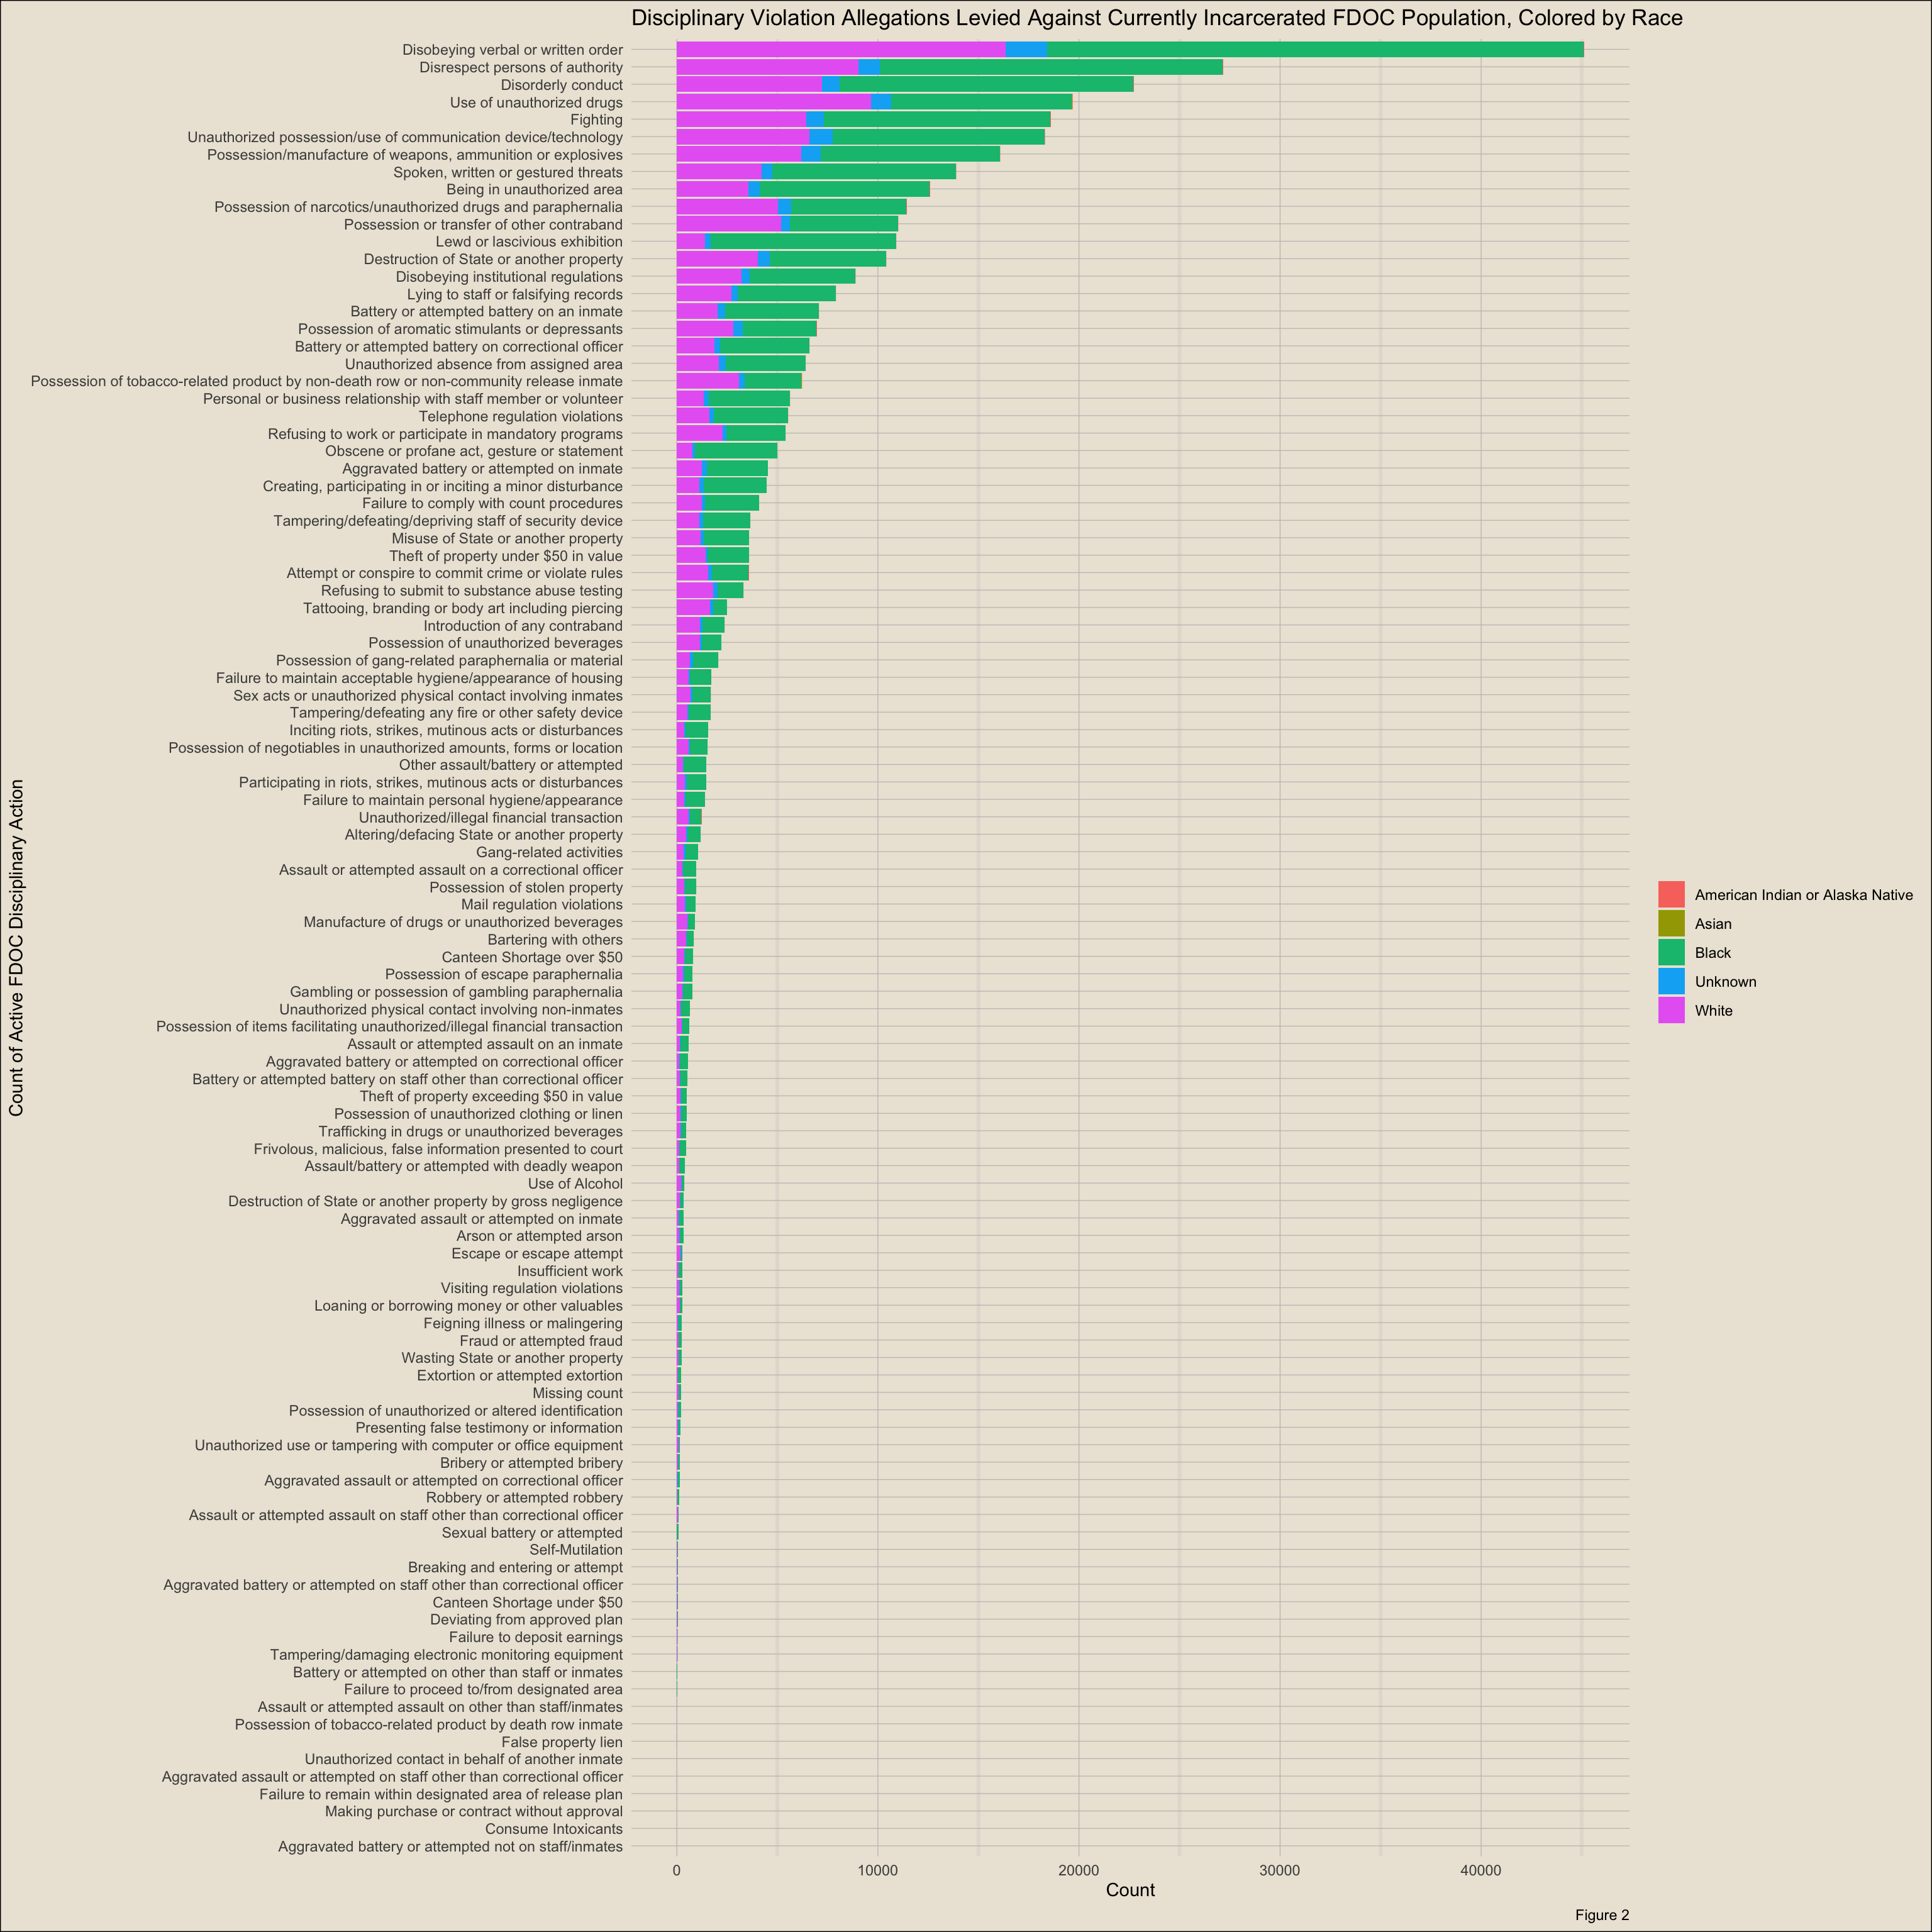 Disciplinary Violation Allegations Levied Against Currently Incarcerated FDOC Population, Colored by Race
Disobeying verbal or written order
Disrespect persons of authority
Disorderly conduct
Use of unauthorized drugs
Fighting
Unauthorized possession/use of communication device/technology
Possession/manufacture of weapons, ammunition or explosives
Spoken, written or gestured threats
Being in unauthorized area
Possession of narcotics/unauthorized drugs and paraphernalia
Possession or transfer of other contraband
Lewd or lascivious exhibition
Destruction of State or another property
Disobeying institutional regulations
Lying to staff or falsifying records
Battery or attempted battery on an inmate
Possession of aromatic stimulants or depressants
Battery or attempted battery on correctional officer
Unauthorized absence from assigned area
Possession of tobacco-related product by non-death row or non-community release inmate
Personal or business relationship with staff member or volunteer
Telephone regulation violations
Refusing to work or participate in mandatory programs
Obscene or profane act, gesture or statement
Aggravated battery or attempted on inmate
Creating, participating in or inciting a minor disturbance
Failure to comply with count procedures
Tampering/defeating/depriving staff of security device
Misuse of State or another property
Theft of property under $50 in value
Attempt or conspire to commit crime or violate rules
Refusing to submit to substance abuse testing
Tattooing, branding or body art including piercing
Introduction of any contraband
Possession of unauthorized beverages
Possession of gang-related paraphernalia or material
Failure to maintain acceptable hygiene/appearance of housing
Sex acts or unauthorized physical contact involving inmates
Tampering/defeating any fire or other safety device
Inciting riots, strikes, mutinous acts or disturbances
Possession of negotiables in unauthorized amounts, forms or location
Other assault/battery or attempted
Participating in riots, strikes, mutinous acts or disturbances
Failure to maintain personal hygiene/appearance
Unauthorized/illegal financial transaction
Altering/defacing State or another property
Gang-related activities
Assault or attempted assault on a correctional officer
Possession of stolen property
Mail regulation violations
Manufacture of drugs or unauthorized beverages
Bartering with others
Canteen Shortage over $50
Possession of escape paraphernalia
Gambling or possession of gambling paraphernalia
Unauthorized physical contact involving non-inmates
Possession of items facilitating unauthorized/illegal financial transaction
Assault or attempted assault on an inmate
Aggravated battery or attempted on correctional officer
Battery or attempted battery on staff other than correctional officer
Theft of property exceeding $50 in value
Possession of unauthorized clothing or linen
Trafficking in drugs or unauthorized beverages
Frivolous, malicious, false information presented to court
Assault/battery or attempted with deadly weapon
Use of Alcohol
Destruction of State or another property by gross negligence
Aggravated assault or attempted on inmate
Arson or attempted arson
Escape or escape attempt
Insufficient work
Visiting regulation violations
Loaning or borrowing money or other valuables
Feigning illness or malingering
Fraud or attempted fraud
Wasting State or another property
Extortion or attempted extortion
Missing count
Possession of unauthorized or altered identification
Presenting false testimony or information
Unauthorized use or tampering with computer or office equipment
Bribery or attempted bribery
Aggravated assault or attempted on correctional officer
Robbery or attempted robbery
Assault or attempted assault on staff other than correctional officer
Sexual battery or attempted
Self-Mutilation
Breaking and entering or attempt
Aggravated battery or attempted on staff other than correctional officer
Canteen Shortage under $50
Deviating from approved plan
Failure to deposit earnings
Tampering/damaging electronic monitoring equipment
Battery or attempted on other than staff or inmates
Failure to proceed to/from designated area
Assault or attempted assault on other than staff/inmates
Possession of tobacco-related product by death row inmate
False property lien
Unauthorized contact in behalf of another inmate
Aggravated assault or attempted on staff other than correctional officer
Failure to remain within designated area of release plan
Making purchase or contract without approval
Consume Intoxicants
Aggravated battery or attempted not on staff/inmates
Count of Active FDOC Disciplinary Action
0 10000 20000 30000 40000
Count
American Indian or Alaska Native
Asian
Black
Unknown
White
Figure 2